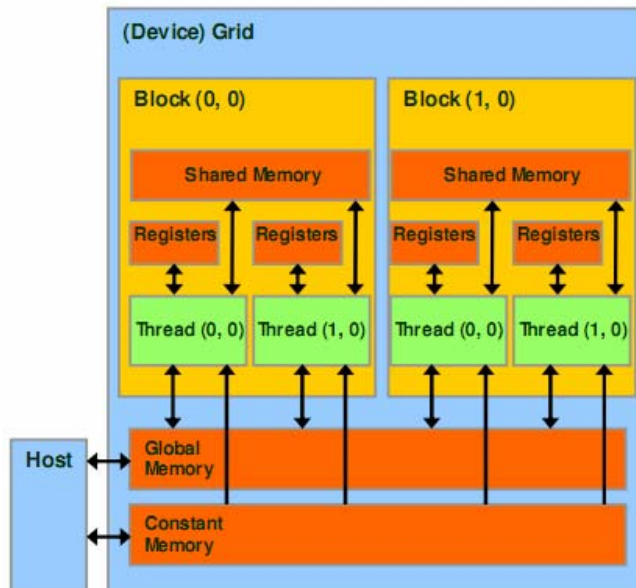 (Device) Grid
Block (0, 0)
Block (1, 0)
Shared Memory
Shared Memory
Registers
Registers
Registers
Registers
Thread (0, 0)
Thread (1, 0)
Thread (0, 0)
Thread (1, 0)
Host
Global
Memory
Constant
Memory